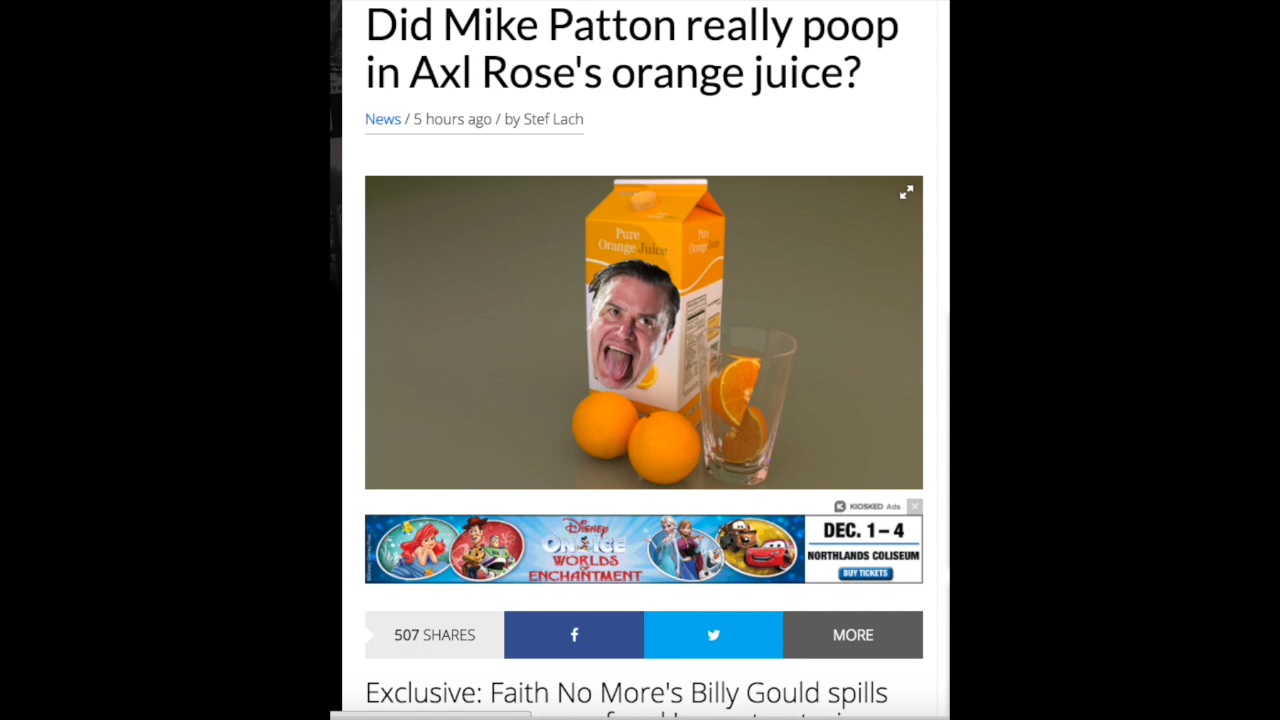 Did Mike Patton really poop
in Axl Rose's orange juice?
News / 5 hours ago / by Stef Lach
Pure
Orange Juice
Pure
Orange
KIOSKED Ads
Disney
ON ICE
WORLDS
OF
ENCHANTMENT
DEC. 1–4
NORTHLANDS COLISEUM
BUY TICKETS
507 SHARES
MORE
Exclusive: Faith No More's Billy Gould spills